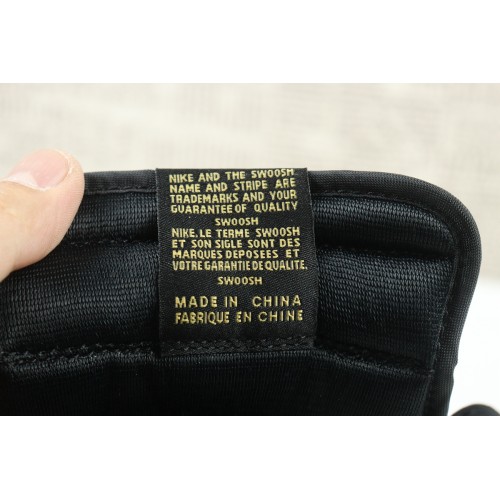 NIKE AND THE SWOOSH
NAME AND STRIPE ARE
TRADEMARKS AND YOUR
GUARANTEE OF QUALITY
SWOOSH
NIKE.LE TERME SWOOSH
ET SON SIGLE SONT DES
MARQUES DEPOSEES ET
VOTRE GARANTIE DE QUALITE.
SWOOSH
MADE IN CHINA
FABRIQUE EN CHINE